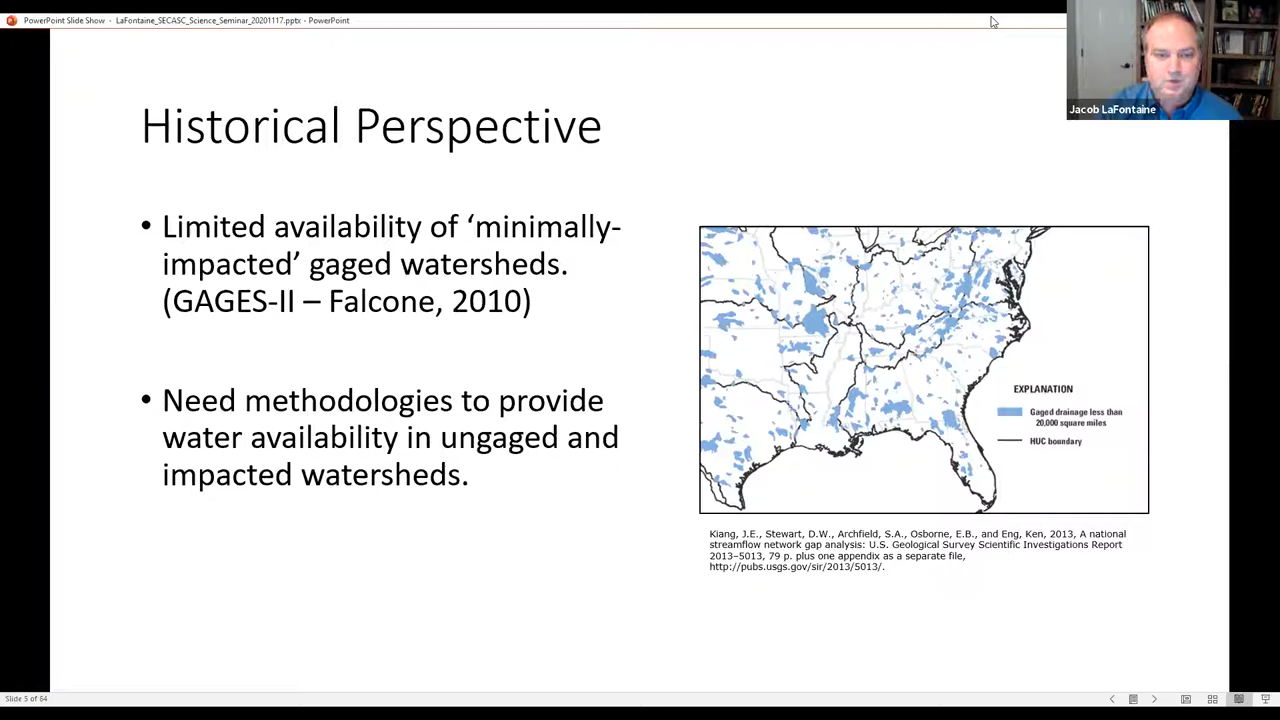 PowerPoint Slide Show - LaFontaine_SECASC_Science_Seminar_20201117.pptx - PowerPoint
Jacob LaFontaine
Historical Perspective
• Limited availability of ‘minimally-
impacted’ gaged watersheds.
(GAGES-II – Falcone, 2010)
• Need methodologies to provide
water availability in ungaged and
impacted watersheds.
EXPLANATION
Gaged drainage less than
20,000 square miles
HUC boundary
Kiang, J.E., Stewart, D.W., Archfield, S.A., Osborne, E.B., and Eng, Ken, 2013, A national
streamflow network gap analysis: U.S. Geological Survey Scientific Investigations Report
2013–5013, 79 p. plus one appendix as a separate file,
http://pubs.usgs.gov/sir/2013/5013/.
Slide 5 of 64